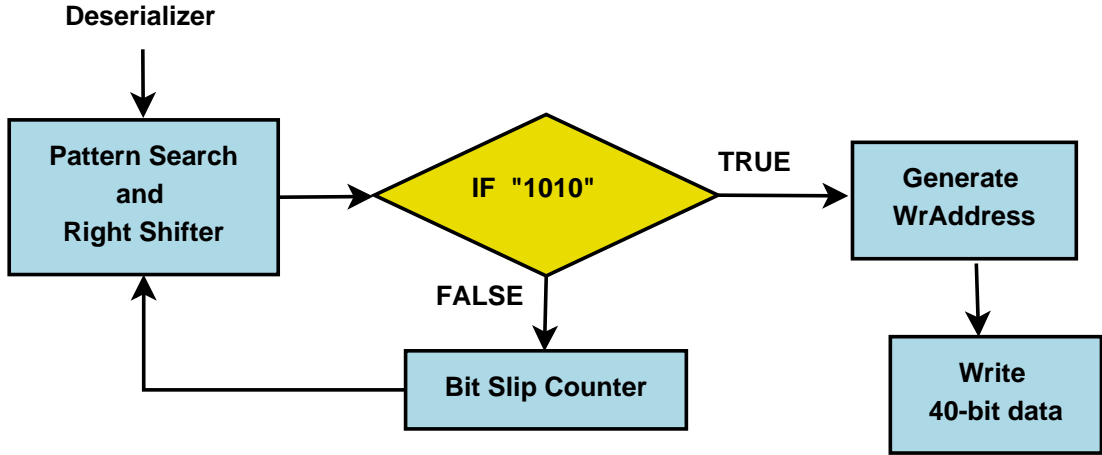 Deserializer
Pattern Search
and
Right Shifter
IF "1010"
TRUE
Generate
WrAddress
FALSE
Bit Slip Counter
Write
40-bit data